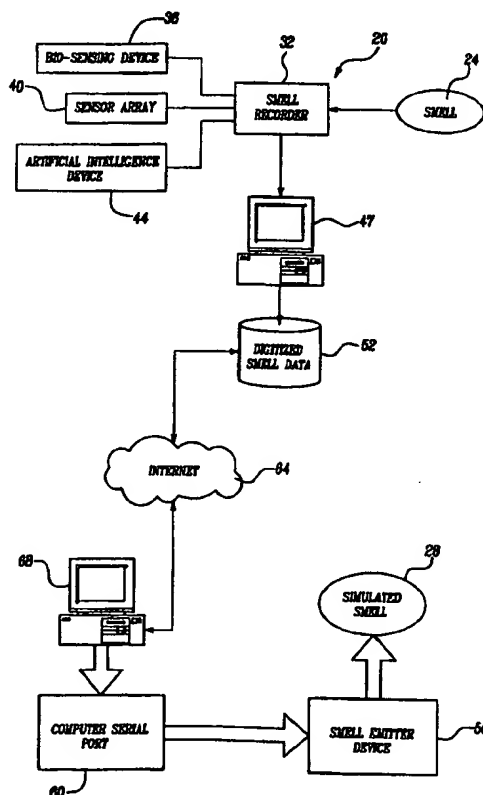 36
BIO-SENSING DEVICE
32
20
24
40
SENSOR ARRAY
SMELL
RECORDER
SMELL
ARTIFICIAL INTELLIGENCE
DEVICE
44
47
DIGITIZED
SMELL DATA
52
INTERNET
64
68
28
SIMULATED
SMELL
COMPUTER SERIAL
PORT
SMELL EMITTER
DEVICE
60